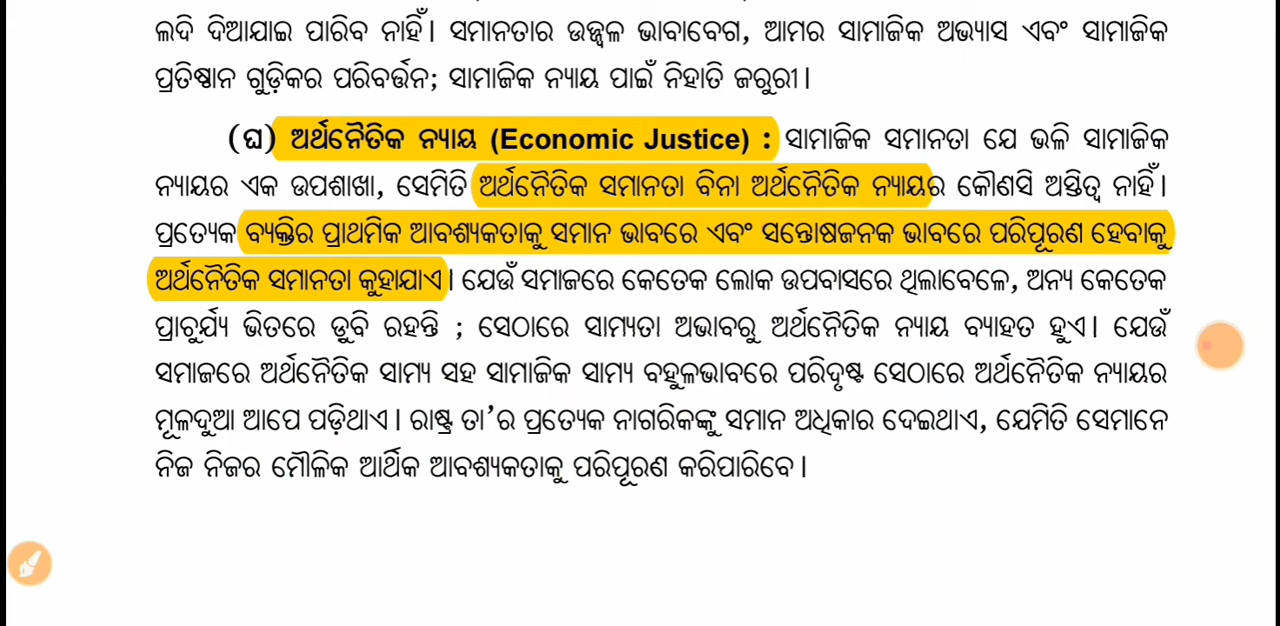 ଲଦି ଦିଆଯାଇ ପାରିବ ନାହିଁ। ସମାନତାର ଉଜ୍ଜ୍ଵଳ ଭାବାବେଗ, ଆମର ସାମାଜିକ ଅଭ୍ୟାସ ଏବଂ ସାମାଜିକ
ପ୍ରତିଷ୍ଠାନ ଗୁଡ଼ିକର ପରିବର୍ତ୍ତନ; ସାମାଜିକ ନ୍ୟାୟ ପାଇଁ ନିହାତି ଜରୁରୀ।
(ଘ) ଅର୍ଥନୈତିକ ନ୍ୟାୟ (Economic Justice) : ସାମାଜିକ ସମାନତା ଯେ ଭଳି ସାମାଜିକ
ନ୍ୟାୟର ଏକ ଉପଶାଖା, ସେମିତି ଅର୍ଥନୈତିକ ସମାନତା ବିନା ଅର୍ଥନୈତିକ ନ୍ୟାୟର କୌଣସି ଅସ୍ତିତ୍ୱ ନାହିଁ।
ପ୍ରତ୍ୟେକ ବ୍ୟକ୍ତିର ପ୍ରାଥମିକ ଆବଶ୍ୟକତାକୁ ସମାନ ଭାବରେ ଏବଂ ସନ୍ତୋଷଜନକ ଭାବରେ ପରିପୂରଣ ହେବାକୁ
ଅର୍ଥନୈତିକ ସମାନତା କୁହାଯାଏ। ଯେଉଁ ସମାଜରେ କେତେକ ଲୋକ ଉପବାସରେ ଥିଲାବେଳେ, ଅନ୍ୟ କେତେକ
ପ୍ରାଚୁର୍ଯ୍ୟ ଭିତରେ ଡୁବି ରହନ୍ତି ; ସେଠାରେ ସାମ୍ୟତା ଅଭାବରୁ ଅର୍ଥନୈତିକ ନ୍ୟାୟ ବ୍ୟାହତ ହୁଏ। ଯେଉଁ
ସମାଜରେ ଅର୍ଥନୈତିକ ସାମ୍ୟ ସହ ସାମାଜିକ ସାମ୍ୟ ବହୁଳଭାବରେ ପରିଦୃଷ୍ଟ ସେଠାରେ ଅର୍ଥନୈତିକ ନ୍ୟାୟର
ମୂଳଦୁଆ ଆପେ ପଡ଼ିଥାଏ। ରାଷ୍ଟ୍ର ତା’ର ପ୍ରତ୍ୟେକ ନାଗରିକଙ୍କୁ ସମାନ ଅଧିକାର ଦେଇଥାଏ, ଯେମିତି ସେମାନେ
ନିଜ ନିଜର ମୌଳିକ ଆର୍ଥିକ ଆବଶ୍ୟକତାକୁ ପରିପୂରଣ କରିପାରିବେ।